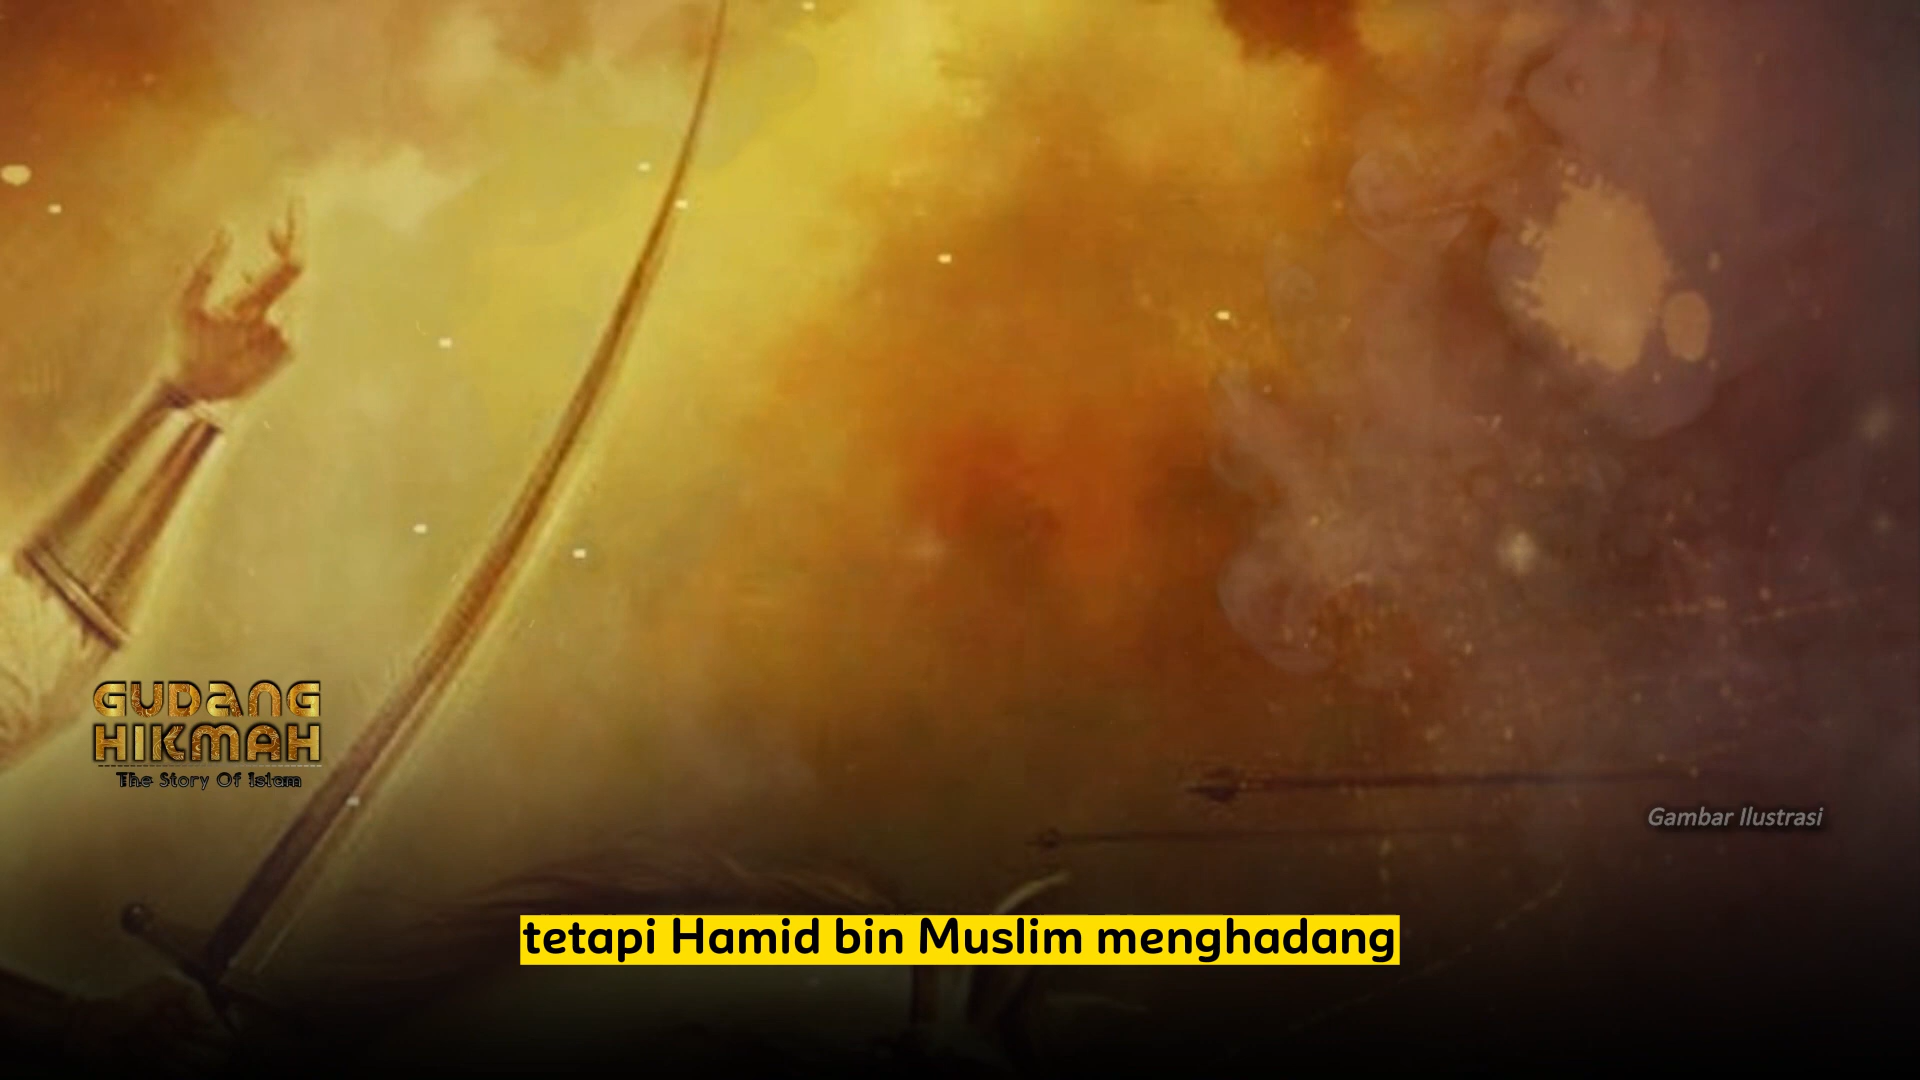 GUDANG
HIKMAH
The Story Of Islam
Gambar Ilustrasi
tetapi Hamid bin Muslim menghadang